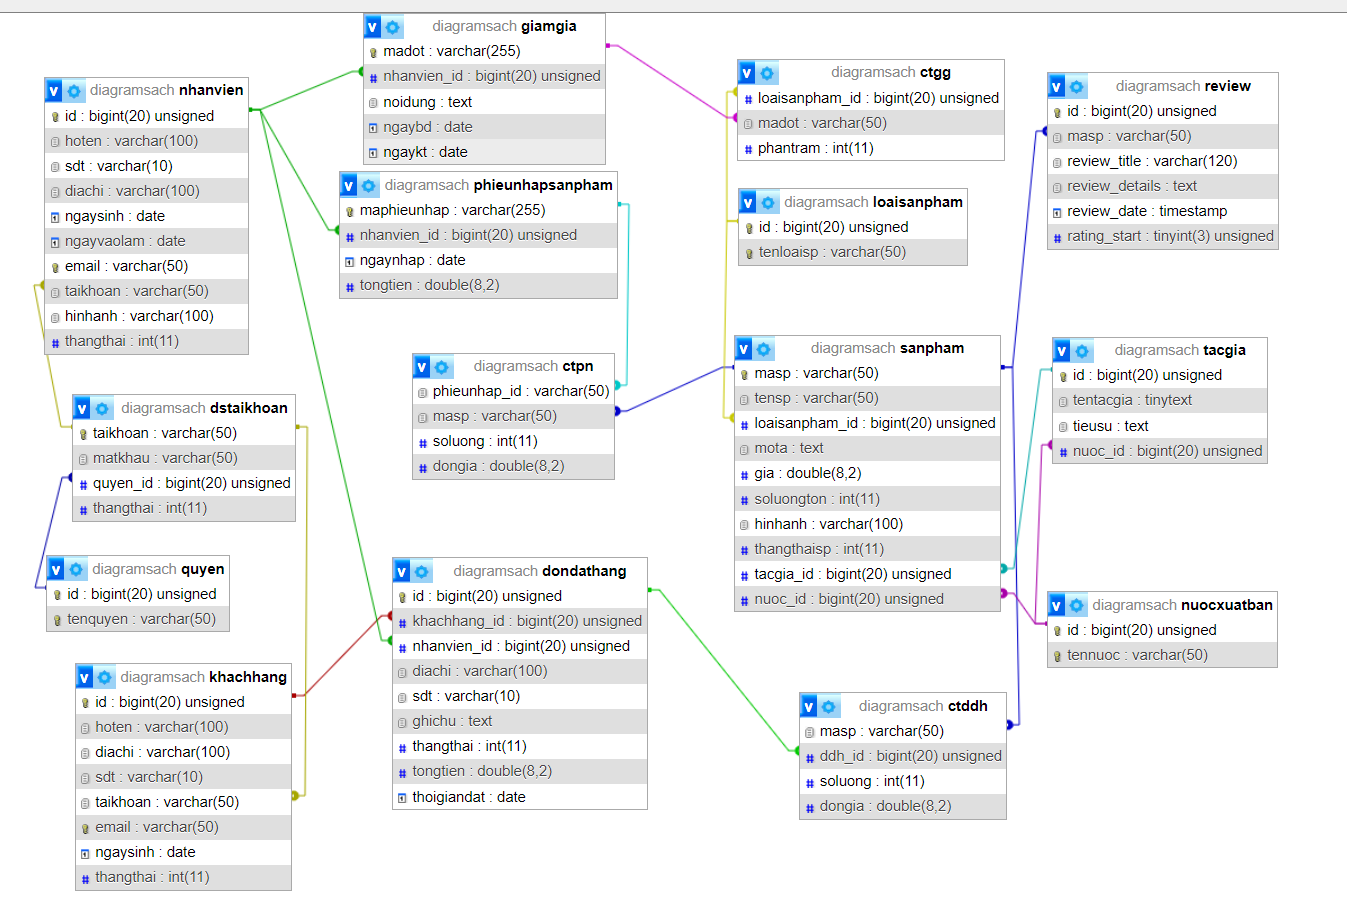 diagramsach nhanvien
id : bigint(20) unsigned
hoten : varchar(100)
sdt : varchar(10)
diachi : varchar(100)
ngaysinh : date
ngayvaolam : date
email : varchar(50)
taikhoan : varchar(50)
hinhanh : varchar(100)
thangthai : int(11)
diagramsach dstaikhoan
taikhoan : varchar(50)
matkhau : varchar(50)
quyen_id : bigint(20) unsigned
thangthai : int(11)
diagramsach quyen
id : bigint(20) unsigned
tenquyen : varchar(50)
diagramsach khachhang
id : bigint(20) unsigned
hoten : varchar(100)
diachi : varchar(100)
sdt : varchar(10)
taikhoan : varchar(50)
email : varchar(50)
ngaysinh : date
thangthai : int(11)
diagramsach giamgia
madot : varchar(255)
nhanvien_id : bigint(20) unsigned
noidung : text
ngaybd : date
ngaykt : date
diagramsach phieunhapsanpham
maphieunhap : varchar(255)
nhanvien_id : bigint(20) unsigned
ngaynhap : date
tongtien : double(8,2)
diagramsach ctpn
phieunhap_id : varchar(50)
masp : varchar(50)
soluong : int(11)
dongia : double(8,2)
diagramsach dondathang
id : bigint(20) unsigned
khachhang_id : bigint(20) unsigned
nhanvien_id : bigint(20) unsigned
diachi : varchar(100)
sdt : varchar(10)
ghichu : text
thangthai : int(11)
tongtien : double(8,2)
thoigiandat : date
diagramsach ctgg
loaisanpham_id : bigint(20) unsigned
madot : varchar(50)
phantram : int(11)
diagramsach loaisanpham
id : bigint(20) unsigned
tenloaisp : varchar(50)
diagramsach sanpham
masp : varchar(50)
tensp : varchar(50)
loaisanpham_id : bigint(20) unsigned
mota : text
gia : double(8,2)
soluongton : int(11)
hinhanh : varchar(100)
thangthaisp : int(11)
tacgia_id : bigint(20) unsigned
nuoc_id : bigint(20) unsigned
diagramsach ctddh
masp : varchar(50)
ddh_id : bigint(20) unsigned
soluong : int(11)
dongia : double(8,2)
diagramsach review
id : bigint(20) unsigned
masp : varchar(50)
review_title : varchar(120)
review_details : text
review_date : timestamp
rating_start : tinyint(3) unsigned
diagramsach tacgia
id : bigint(20) unsigned
tentacgia : tinytext
tieusu : text
nuoc_id : bigint(20) unsigned
diagramsach nuocxuatban
id : bigint(20) unsigned
tennuoc : varchar(50)